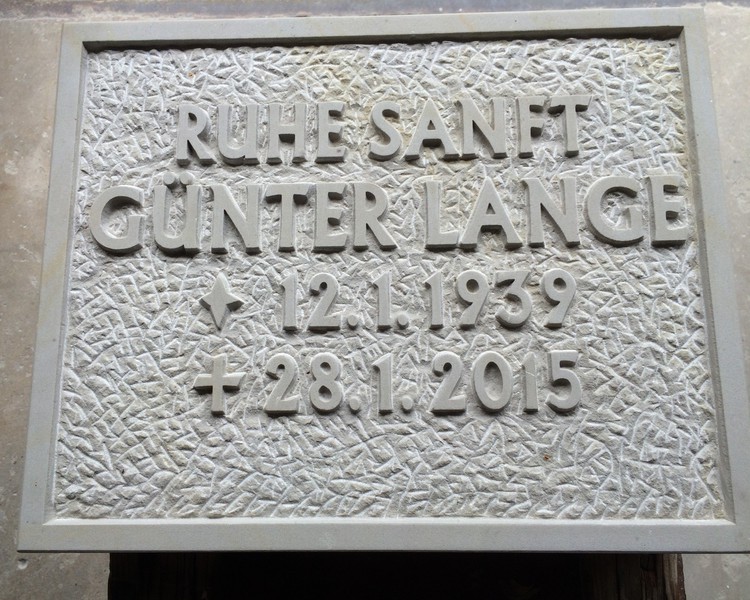 RUHE SANFT
GÜNTER LANGE
✦ 12.1.1939
✝ 28.1.2015